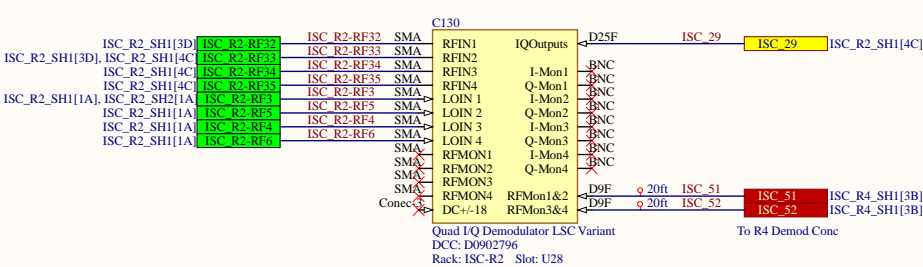 C130
ISC_R2_SH1[3D] ISC_R2-RF32 ISC_R2-RF32 SMA RFIN1 IQOutputs D25F ISC_29 ISC_29 ISC_R2_SH1[4C]
ISC_R2_SH1[3D], ISC_SH1[4C] ISC_R2-RF33 ISC_R2-RF33 SMA RFIN2
ISC_R2_SH1[4C] ISC_R2-RF34 ISC_R2-RF34 SMA RFIN3 I-Mon1 BNC
ISC_R2_SH1[4C] ISC_R2-RF35 ISC_R2-RF35 SMA RFIN4 Q-Mon1 BNC
ISC_R2_SH1[1A], ISC_R2_SH2[1A] ISC_R2-RF3 ISC_R2-RF3 SMA LOIN 1 I-Mon2 BNC
ISC_R2_SH1[1A] ISC_R2-RF5 ISC_R2-RF5 SMA LOIN 2 Q-Mon2 BNC
ISC_R2_SH1[1A] ISC_R2-RF4 ISC_R2-RF4 SMA LOIN 3 I-Mon3 BNC
ISC_R2_SH1[1A] ISC_R2-RF6 ISC_R2-RF6 SMA LOIN 4 Q-Mon3 BNC
SMA RFMON1 I-Mon4 BNC
SMA RFMON2 Q-Mon4 BNC
SMA RFMON3
SMA RFMON4 RFMon1&2 D9F 20ft ISC_51 ISC_51 ISC_R4_SH1[3B]
Conec-3 DC+/-18 RFMon3&4 D9F 20ft ISC_52 ISC_52 ISC_R4_SH1[3B]
Quad I/Q Demodulator LSC Variant To R4 Demod Conc
DCC: D0902796
Rack: ISC-R2 Slot: U28